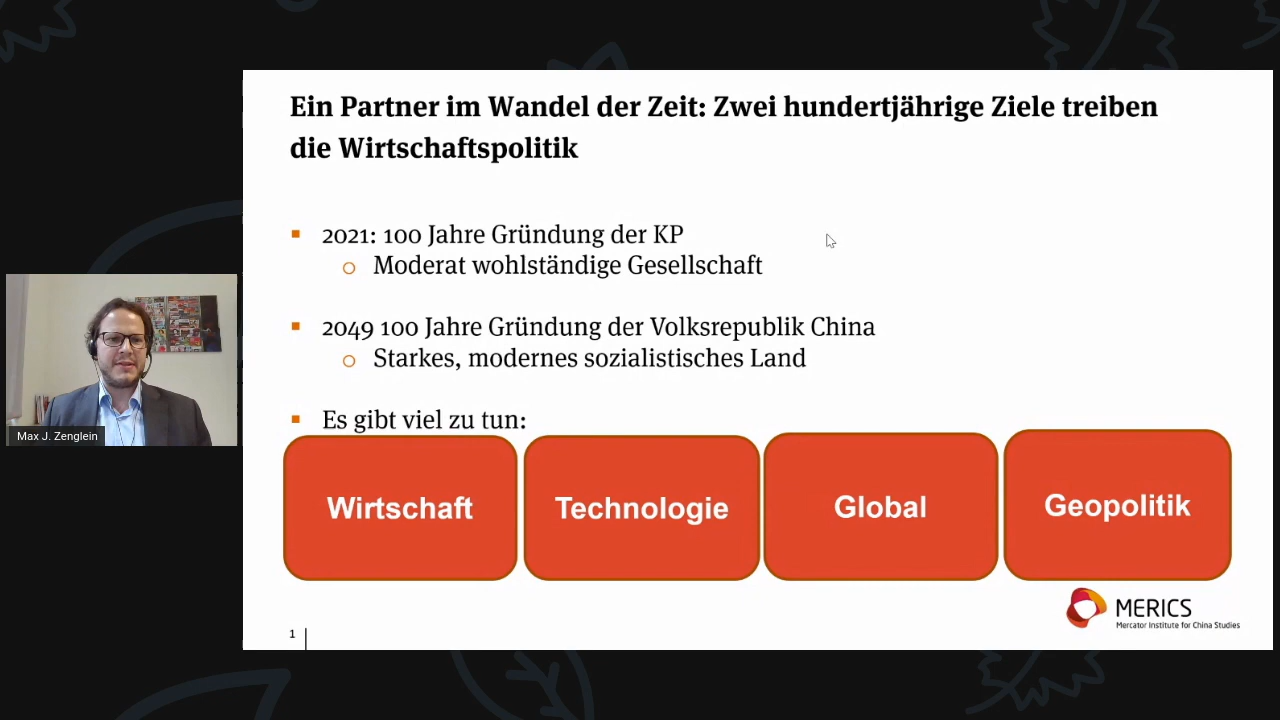 Ein Partner im Wandel der Zeit: Zwei hundertjährige Ziele treiben
die Wirtschaftspolitik
2021: 100 Jahre Gründung der KP
Moderat wohlständige Gesellschaft
2049 100 Jahre Gründung der Volksrepublik China
Starkes, modernes sozialistisches Land
Es gibt viel zu tun:
Wirtschaft
Technologie
Global
Geopolitik
MERICS
Mercator Institute for China Studies
1
Max J. Zenglein